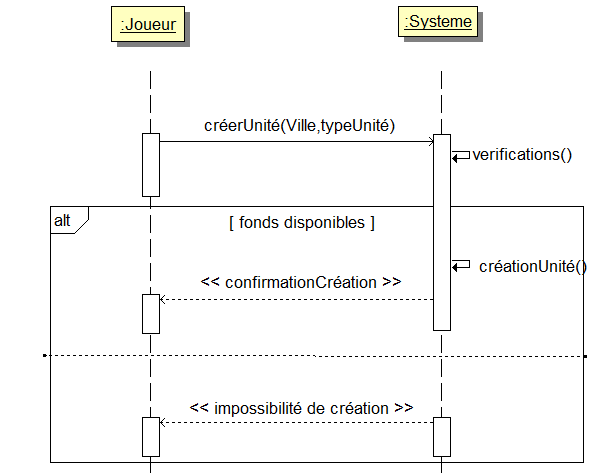 :Joueur
:Systeme
créerUnité(Ville,typeUnité)
verifications()
alt
[ fonds disponibles ]
créationUnité()
<< confirmationCréation >>
<< impossibilité de création >>